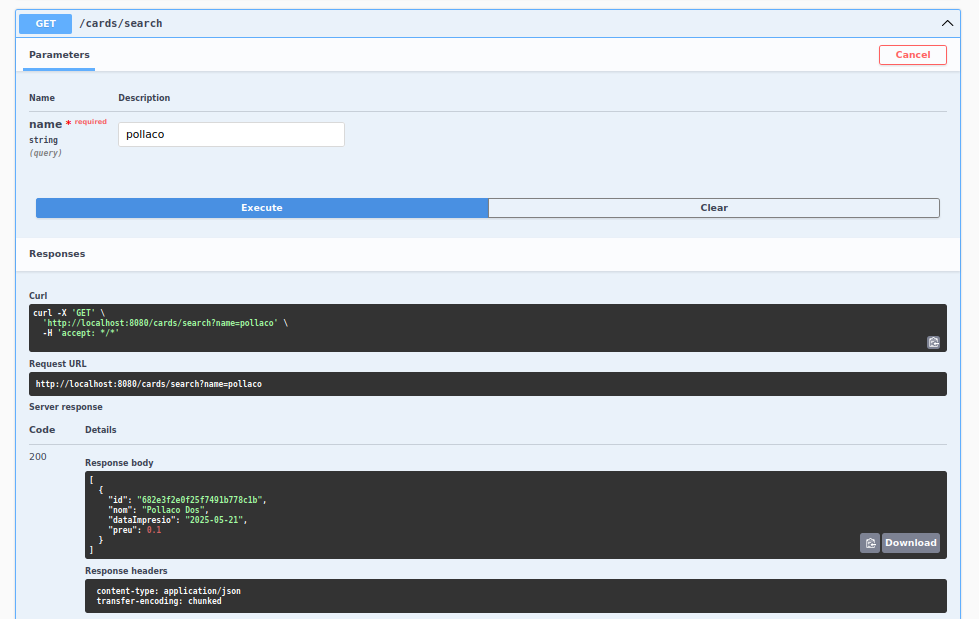 GET /cards/search
Parameters
Cancel
Name Description
name * required
string
(query)
pollaco
Execute Clear
Responses
Curl
curl -X 'GET' \
  'http://localhost:8080/cards/search?name=pollaco' \
  -H 'accept: */*'
Request URL
http://localhost:8080/cards/search?name=pollaco
Server response
Code Details
200
Response body
[
  {
    "id": "682e3f2e0f25f7491b778c1b",
    "nom": "Pollaco Dos",
    "dataImpresio": "2025-05-21",
    "preu": 0.1
  }
]
Download
Response headers
content-type: application/json
transfer-encoding: chunked